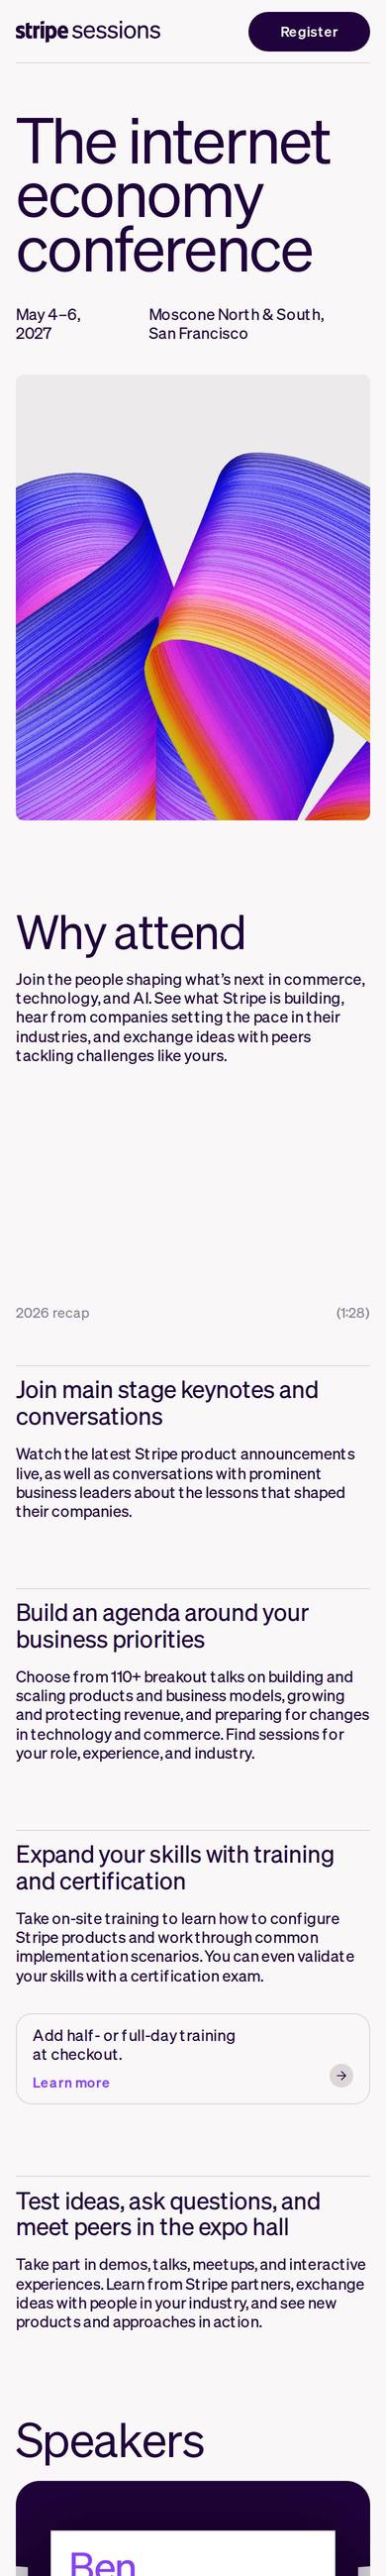 stripe sessions
Register
The internet
economy
conference
May 4–6,
2027
Moscone North & South,
San Francisco
Why attend
Join the people shaping what’s next in commerce,
technology, and AI. See what Stripe is building,
hear from companies setting the pace in their
industries, and exchange ideas with peers
tackling challenges like yours.
2026 recap
(1:28)
Join main stage keynotes and
conversations
Watch the latest Stripe product announcements
live, as well as conversations with prominent
business leaders about the lessons that shaped
their companies.
Build an agenda around your
business priorities
Choose from 110+ breakout talks on building and
scaling products and business models, growing
and protecting revenue, and preparing for changes
in technology and commerce. Find sessions for
your role, experience, and industry.
Expand your skills with training
and certification
Take on-site training to learn how to configure
Stripe products and work through common
implementation scenarios. You can even validate
your skills with a certification exam.
Add half- or full-day training
at checkout.
Learn more
Test ideas, ask questions, and
meet peers in the expo hall
Take part in demos, talks, meetups, and interactive
experiences. Learn from Stripe partners, exchange
ideas with people in your industry, and see new
products and approaches in action.
Speakers
Ben